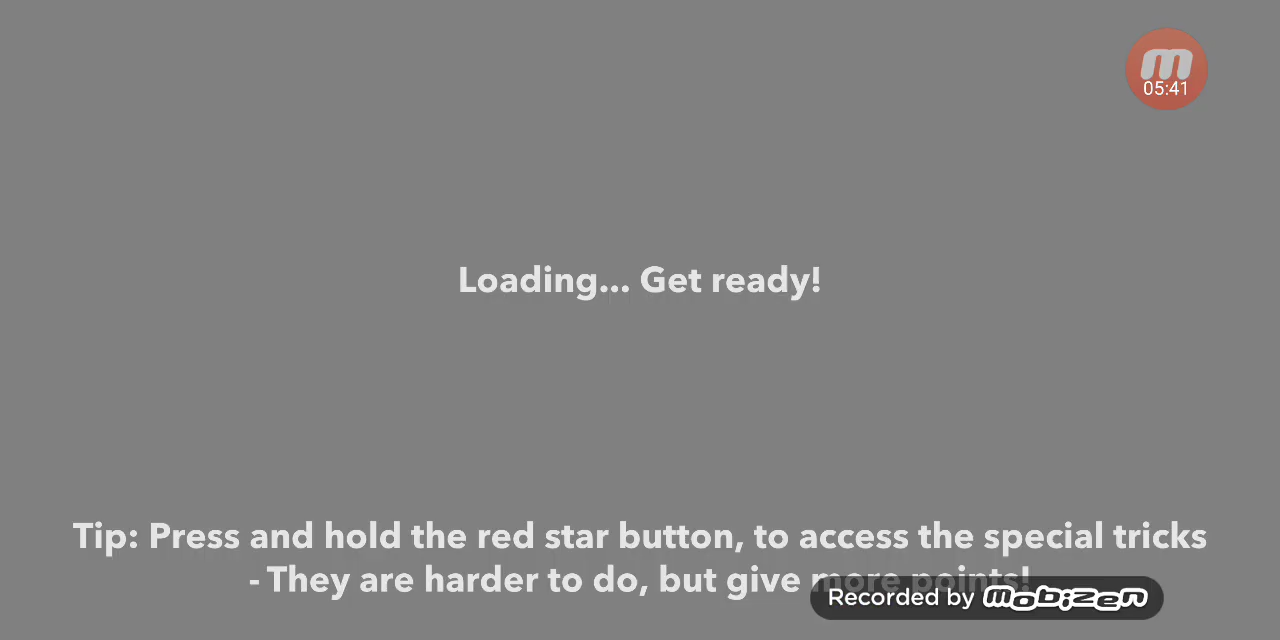 m
05:41
Loading... Get ready!
Tip: Press and hold the red star button, to access the special tricks
- They are harder to do, but give more points!
Recorded by mobizen